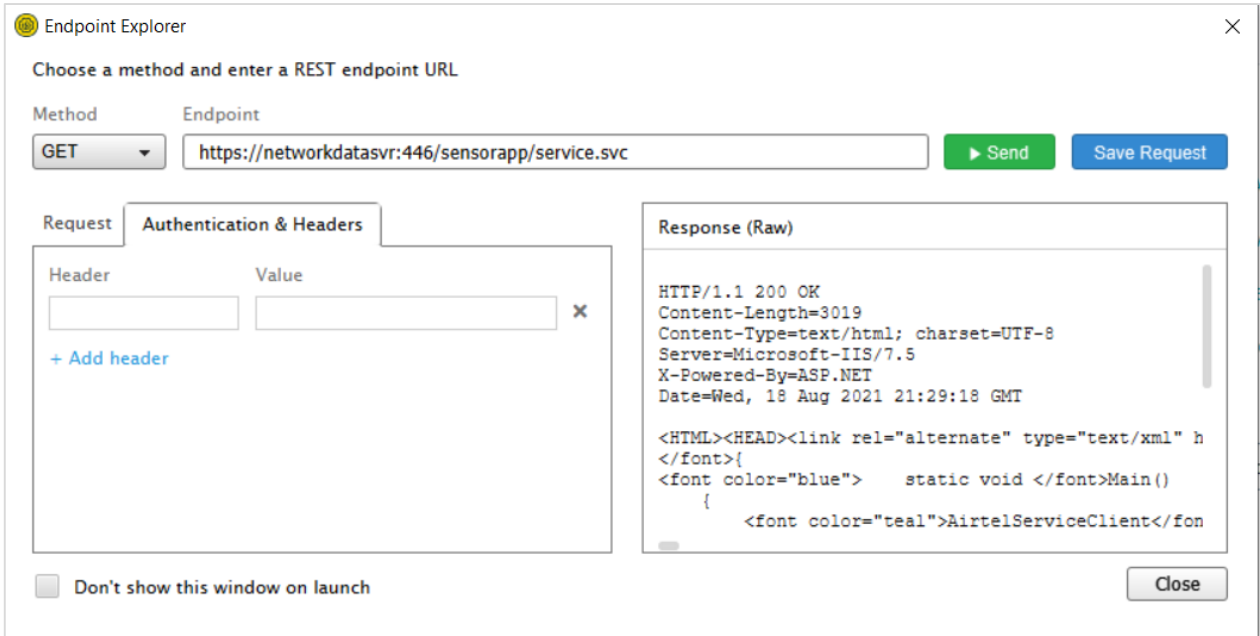 Endpoint Explorer
Choose a method and enter a REST endpoint URL
Method Endpoint
GET https://networkdatasvr:446/sensorapp/service.svc Send Save Request
Request Authentication & Headers
Header Value
+ Add header
Response (Raw)
HTTP/1.1 200 OK
Content-Length=3019
Content-Type=text/html; charset=UTF-8
Server=Microsoft-IIS/7.5
X-Powered-By=ASP.NET
Date=Wed, 18 Aug 2021 21:29:18 GMT
<HTML><HEAD><link rel="alternate" type="text/xml" h
</font>{
<font color="blue">    static void </font>Main()
{
<font color="teal">AirtelServiceClient</fon
Don't show this window on launch Close